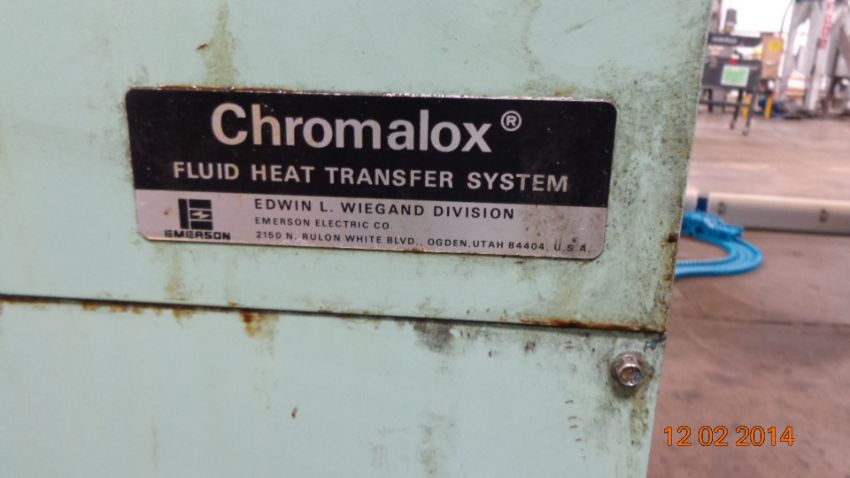 Chromalox®
FLUID HEAT TRANSFER SYSTEM
EDWIN L. WIEGAND DIVISION
EMERSON ELECTRIC CO.
2150 N. RULON WHITE BLVD., OGDEN, UTAH 84404, U.S.A.
EMERSON
12 02 2014